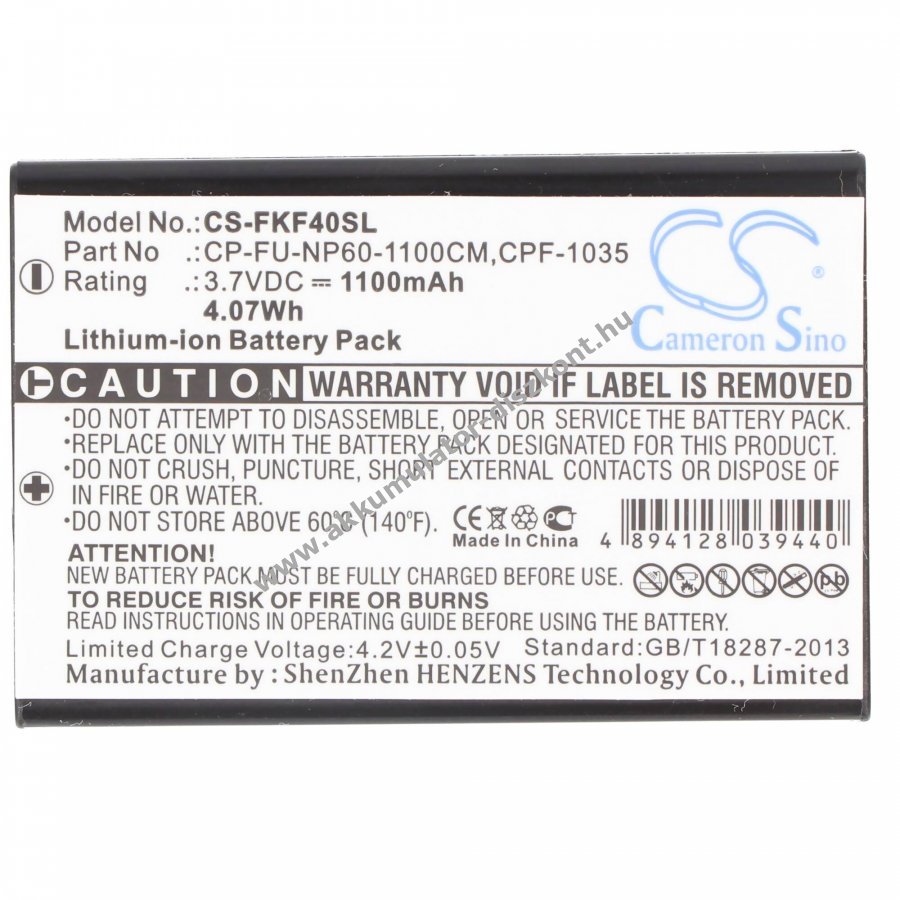 Model No.:CS-FKF40SL
Part No .:CP-FU-NP60-1100CM,CPF-1035
Rating .:3.7VDC ⎓ 1100mAh
4.07Wh
Lithium-ion Battery Pack
Cameron Sino
CAUTION WARRANTY VOID IF LABEL IS REMOVED
•DO NOT ATTEMPT TO DISASSEMBLE, OPEN OR SERVICE THE BATTERY PACK.
•REPLACE ONLY WITH THE BATTERY PACK DESIGNATED FOR THIS PRODUCT.
•DO NOT CRUSH, PUNCTURE, SHORT EXTERNAL CONTACTS OR DISPOSE OF
IN FIRE OR WATER.
•DO NOT STORE ABOVE 60℃ (140℉).
CE
PC
Made In China
4 894128 039440
Pb
ATTENTION!
NEW BATTERY PACK MUST BE FULLY CHARGED BEFORE USE.
TO REDUCE RISK OF FIRE OR BURNS
READ INSTRUCTIONS IN OPERATING GUIDE BEFORE USING THE BATTERY.
Limited Charge Voltage:4.2V±0.05V Standard:GB/T18287-2013
Manufacture by: ShenZhen HENZENS Technology Co., Limited
www.akkumulator-diszkont.hu